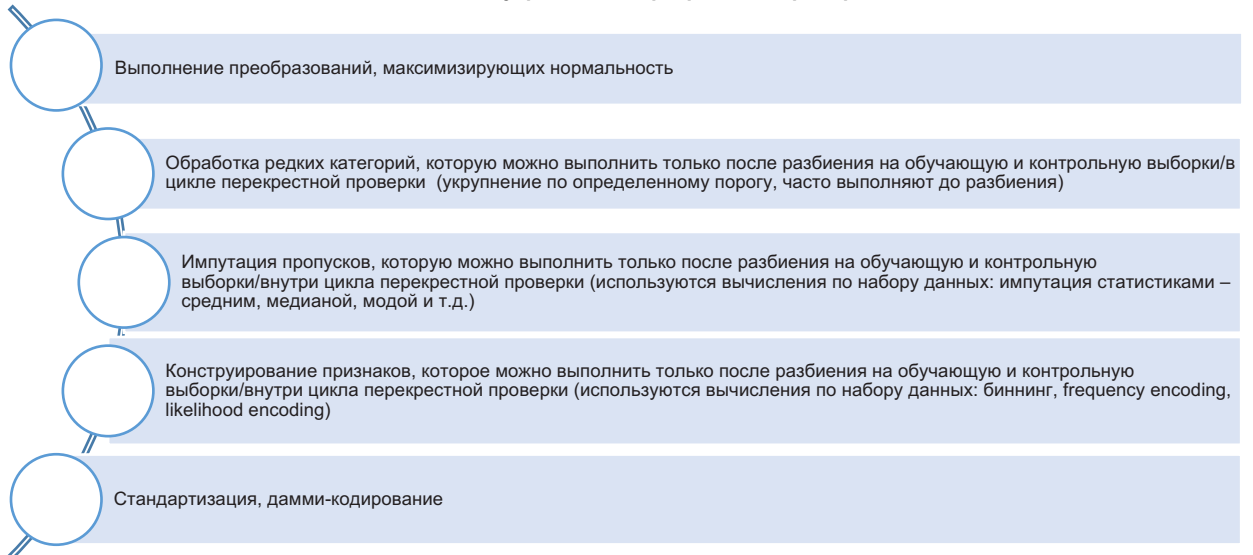 Выполнение преобразований, максимизирующих нормальность
Обработка редких категорий, которую можно выполнить только после разбиения на обучающую и контрольную выборки/в
цикле перекрестной проверки (укрупнение по определенному порогу, часто выполняют до разбиения)
Импутация пропусков, которую можно выполнить только после разбиения на обучающую и контрольную
выборки/внутри цикла перекрестной проверки (используются вычисления по набору данных: импутация статистиками –
средним, медианой, модой и т.д.)
Конструирование признаков, которое можно выполнить только после разбиения на обучающую и контрольную
выборки/внутри цикла перекрестной проверки (используются вычисления по набору данных: биннинг, frequency encoding,
likelihood encoding)
Стандартизация, дамми-кодирование